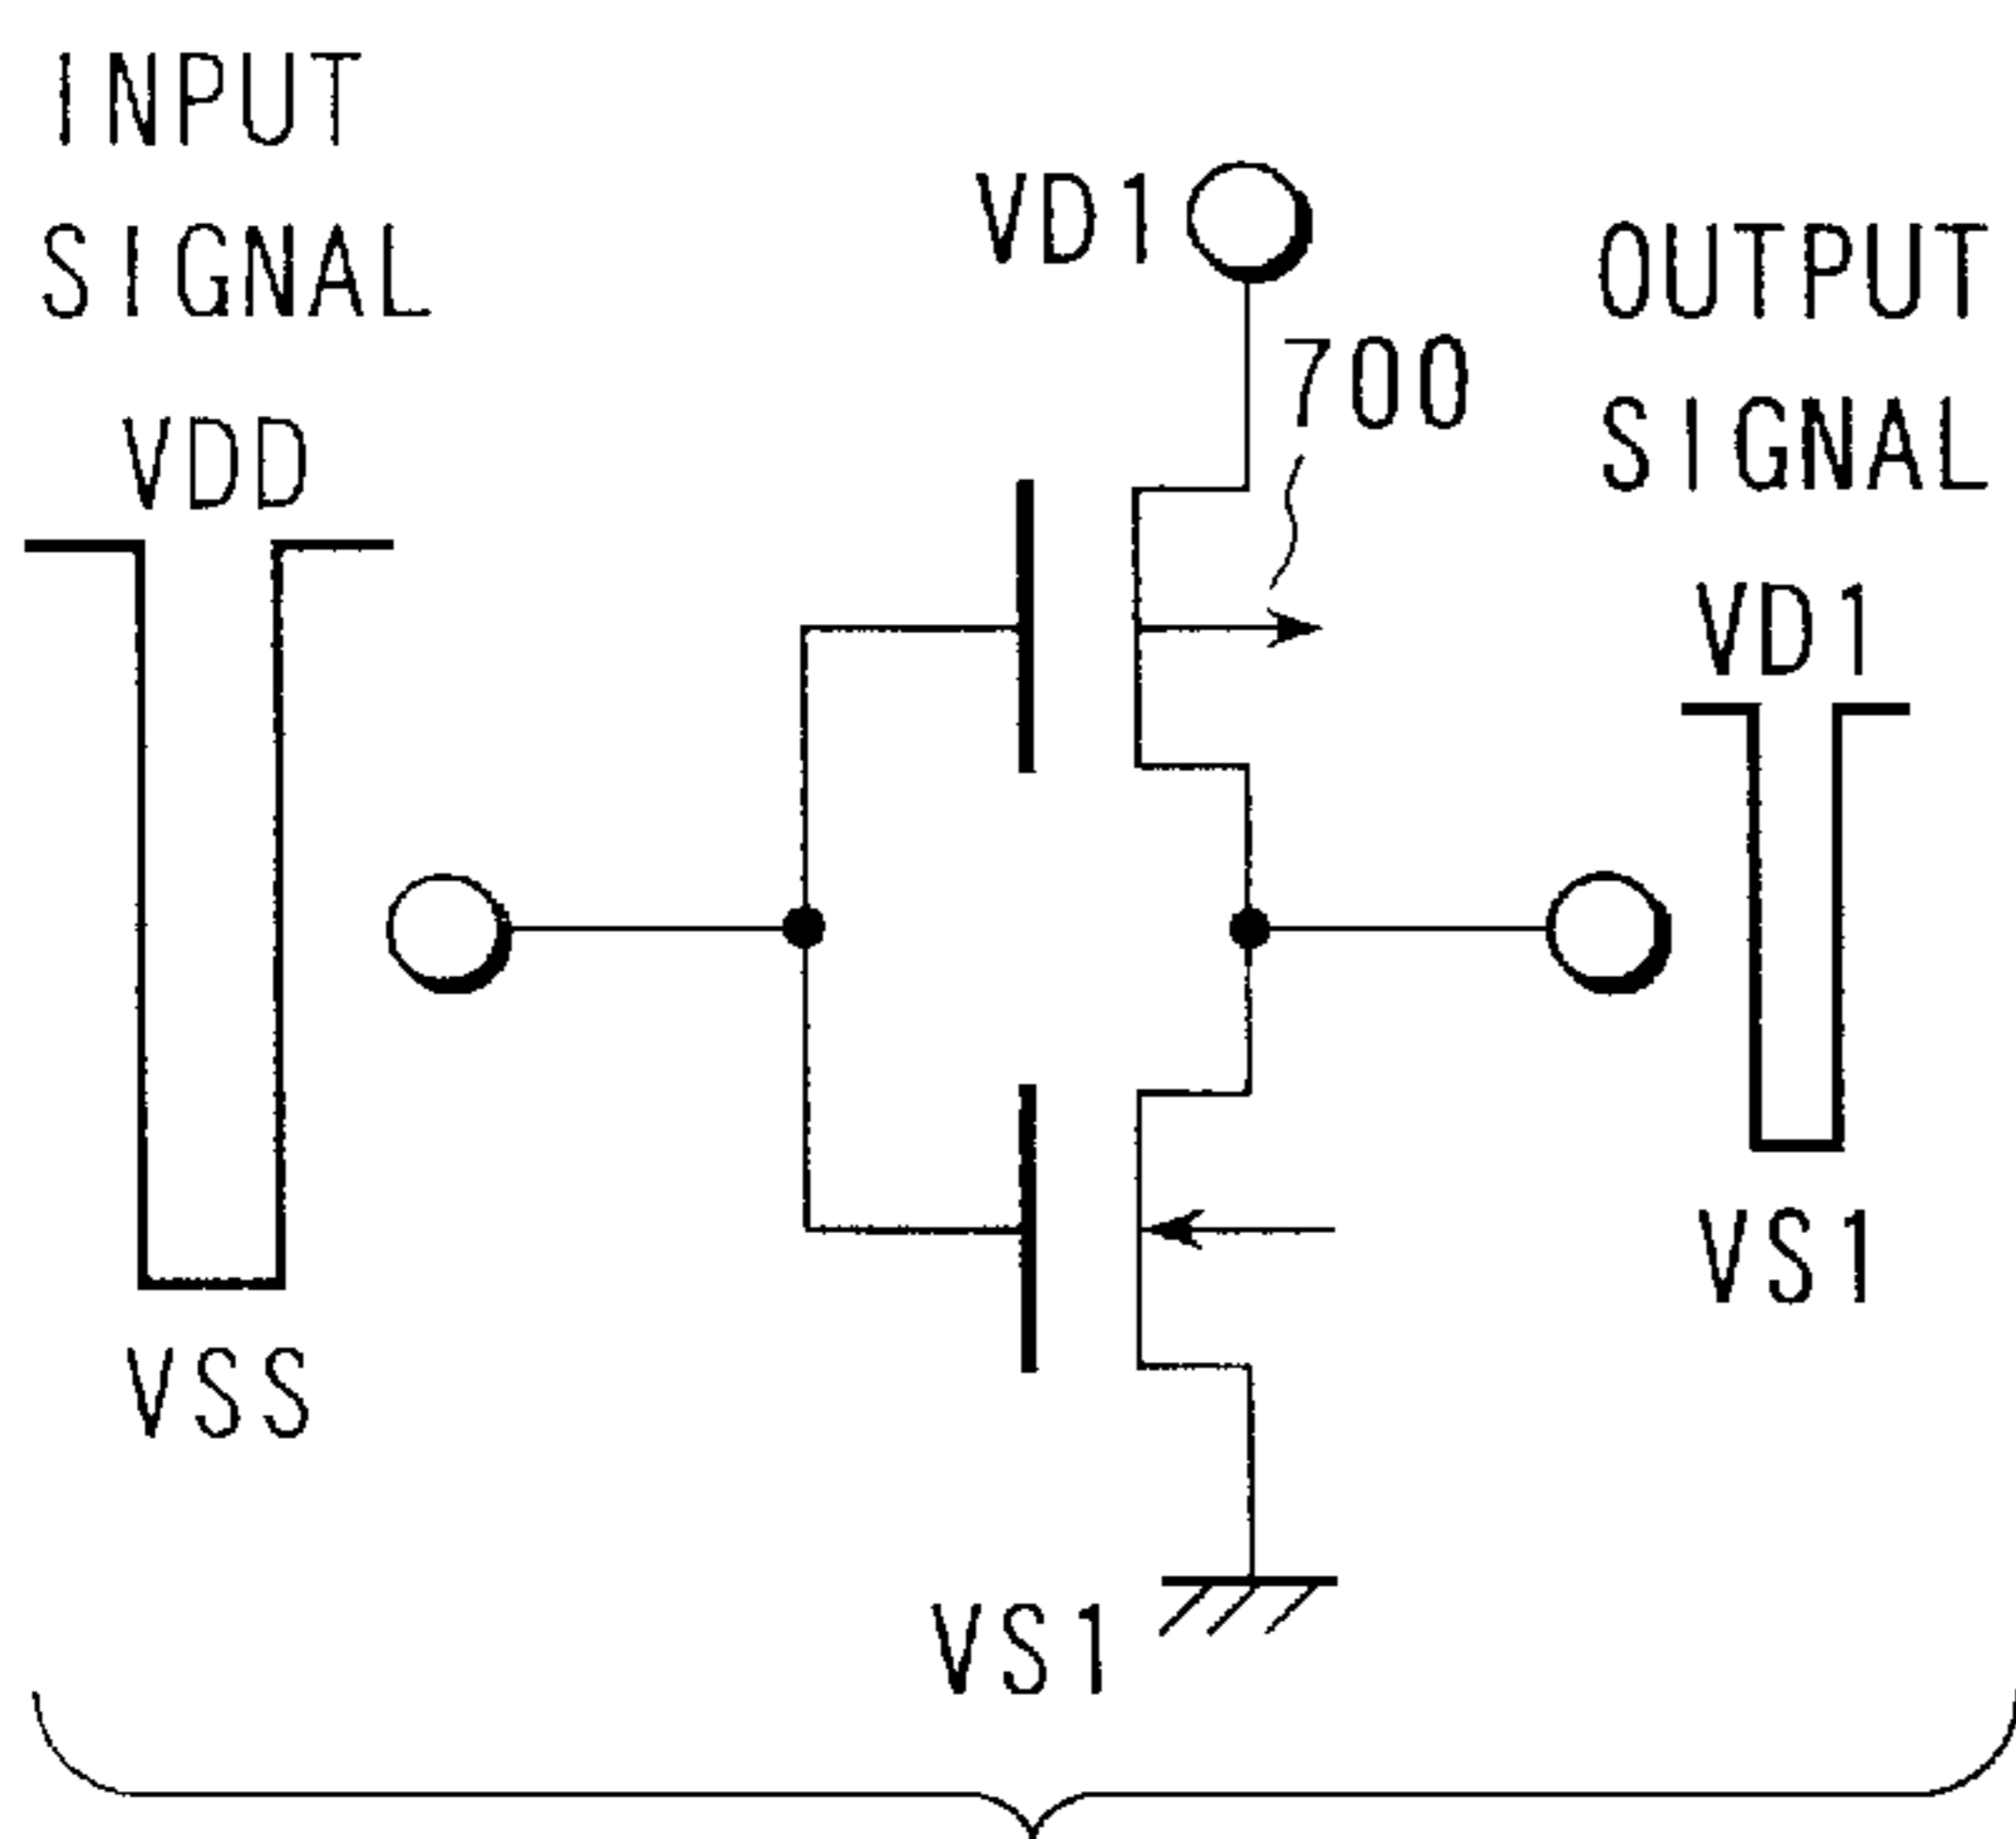 INPUT
SIGNAL
VDD
VSS
VD1
700
VS1
OUTPUT
SIGNAL
VD1
VS1